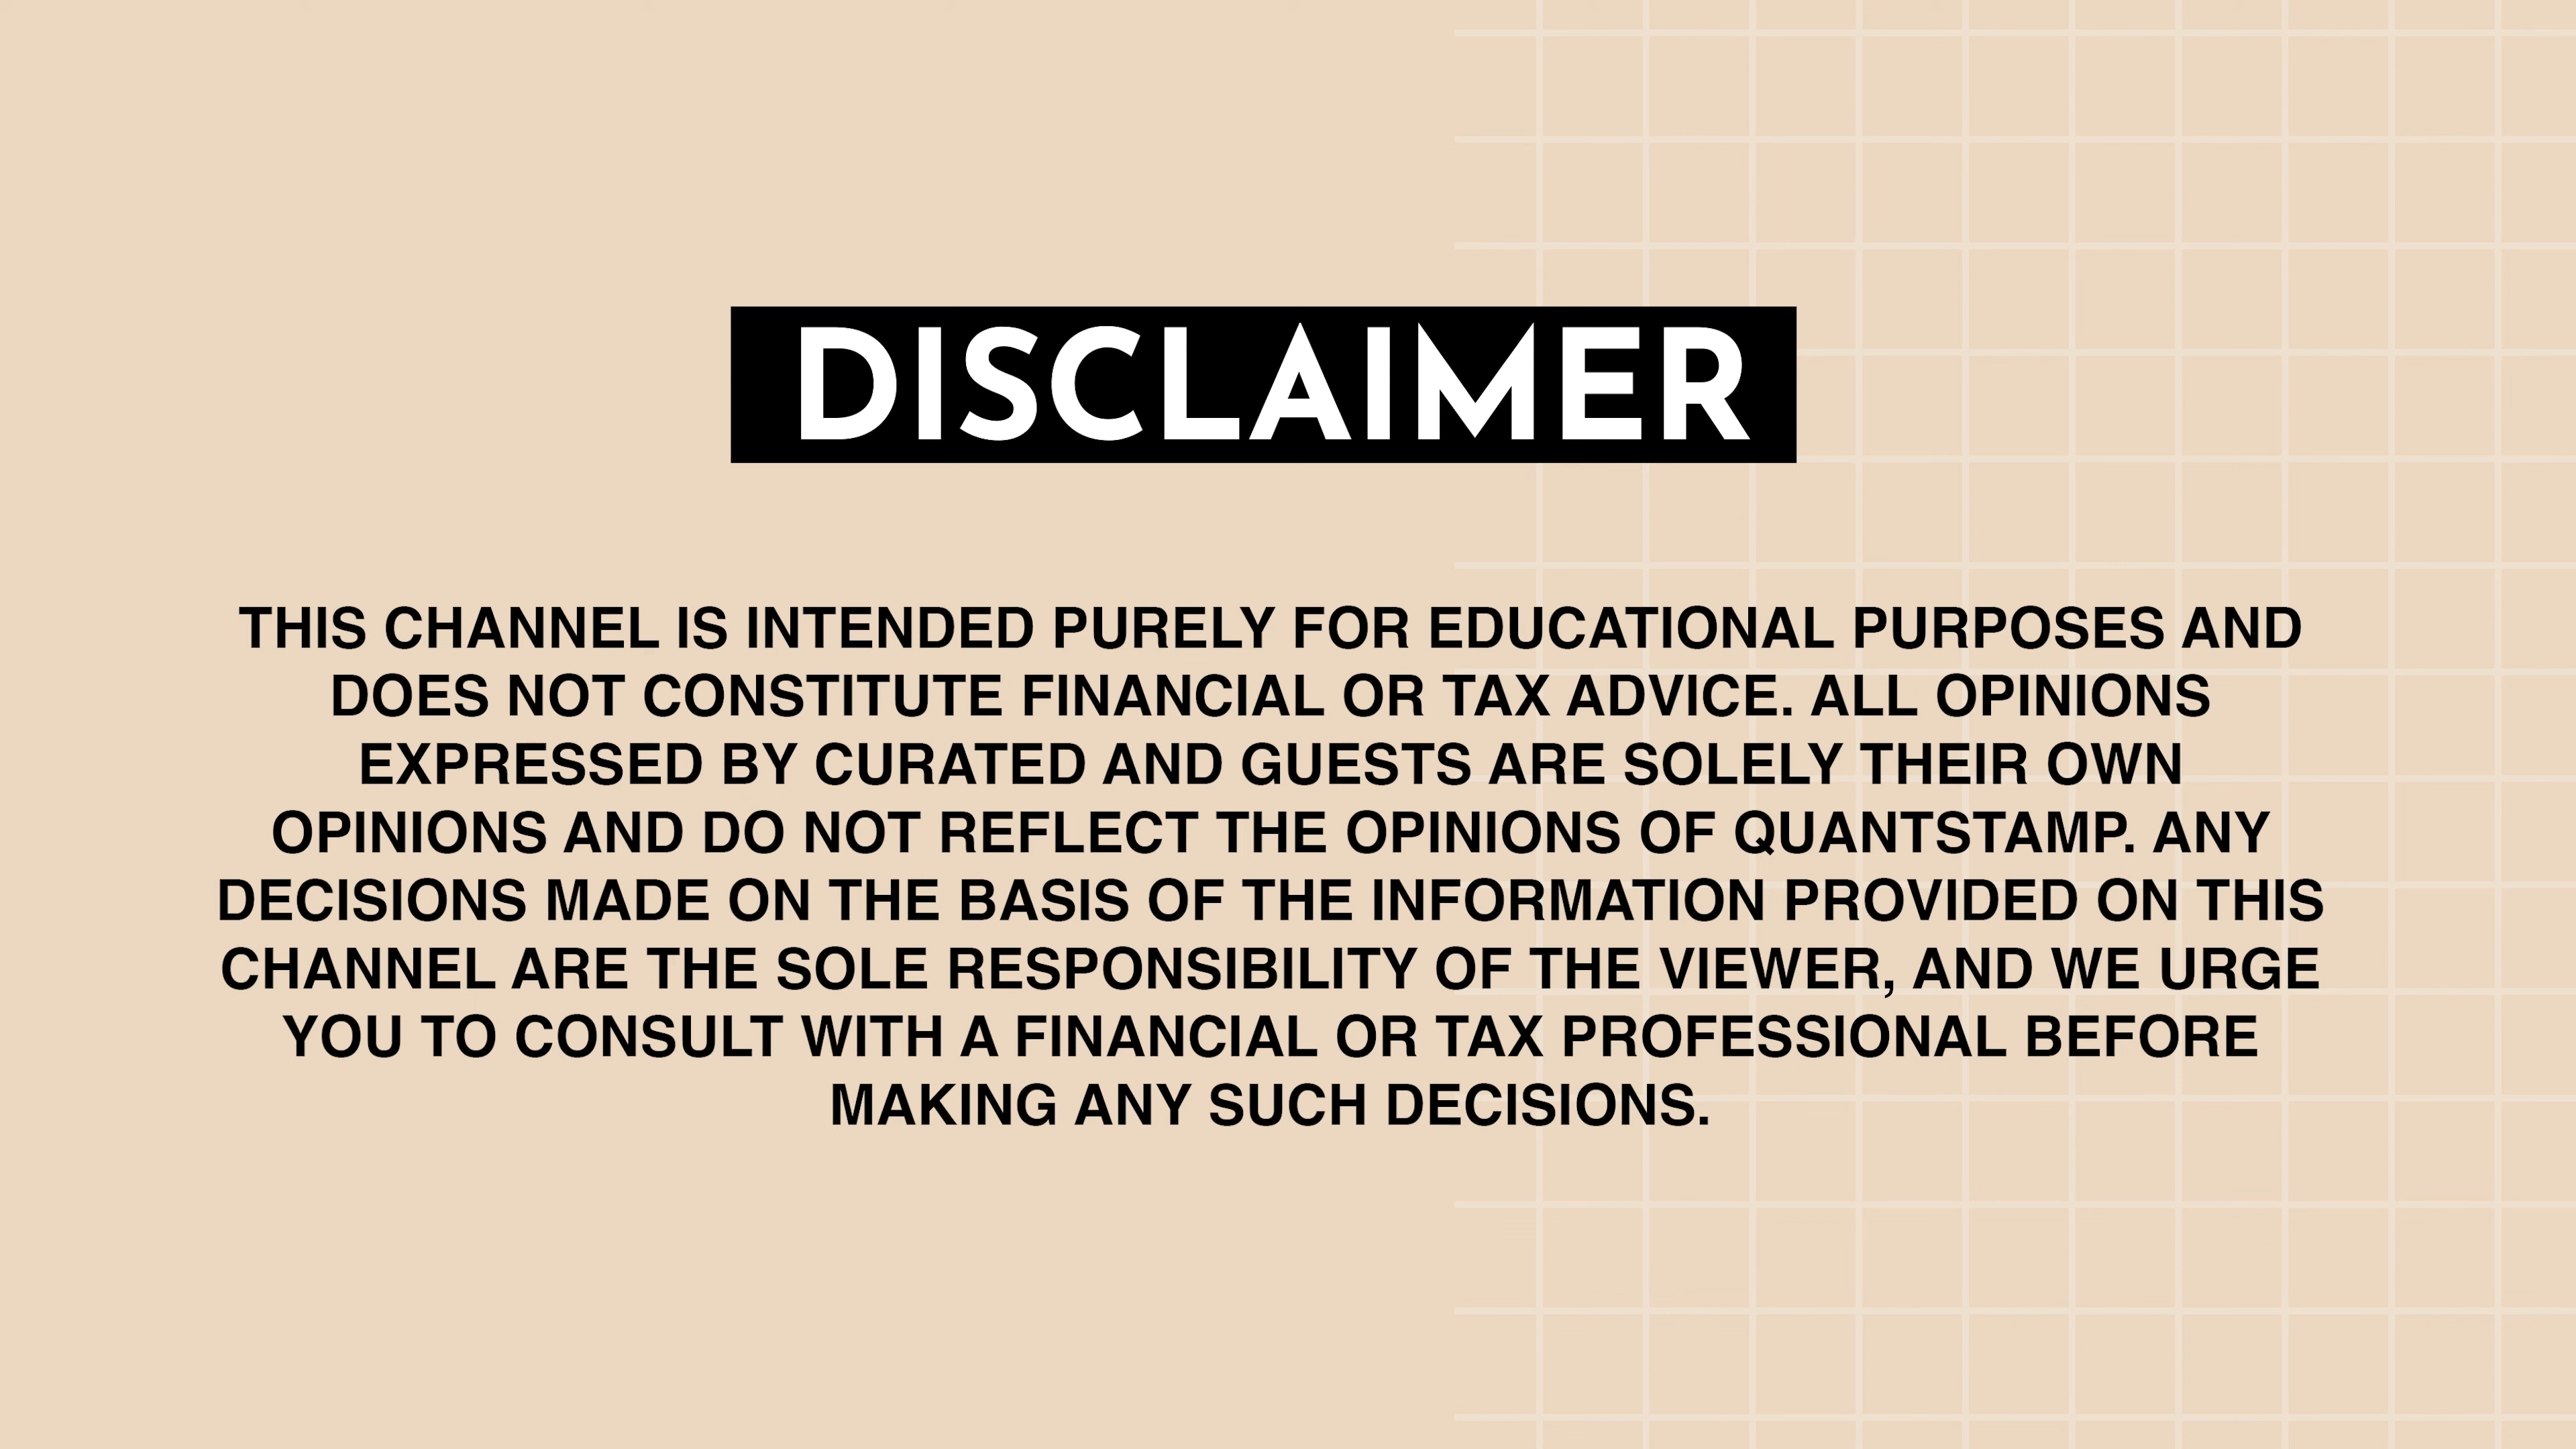 DISCLAIMER
THIS CHANNEL IS INTENDED PURELY FOR EDUCATIONAL PURPOSES AND
DOES NOT CONSTITUTE FINANCIAL OR TAX ADVICE. ALL OPINIONS
EXPRESSED BY CURATED AND GUESTS ARE SOLELY THEIR OWN
OPINIONS AND DO NOT REFLECT THE OPINIONS OF QUANTSTAMP. ANY
DECISIONS MADE ON THE BASIS OF THE INFORMATION PROVIDED ON THIS
CHANNEL ARE THE SOLE RESPONSIBILITY OF THE VIEWER, AND WE URGE
YOU TO CONSULT WITH A FINANCIAL OR TAX PROFESSIONAL BEFORE
MAKING ANY SUCH DECISIONS.